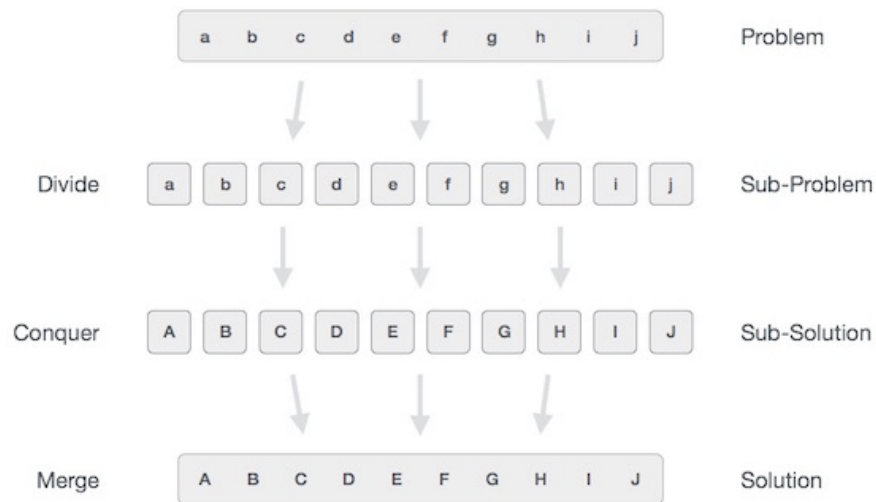 a b c d e f g h i j Problem
Divide a b c d e f g h i j Sub-Problem
Conquer A B C D E F G H I J Sub-Solution
Merge A B C D E F G H I J Solution